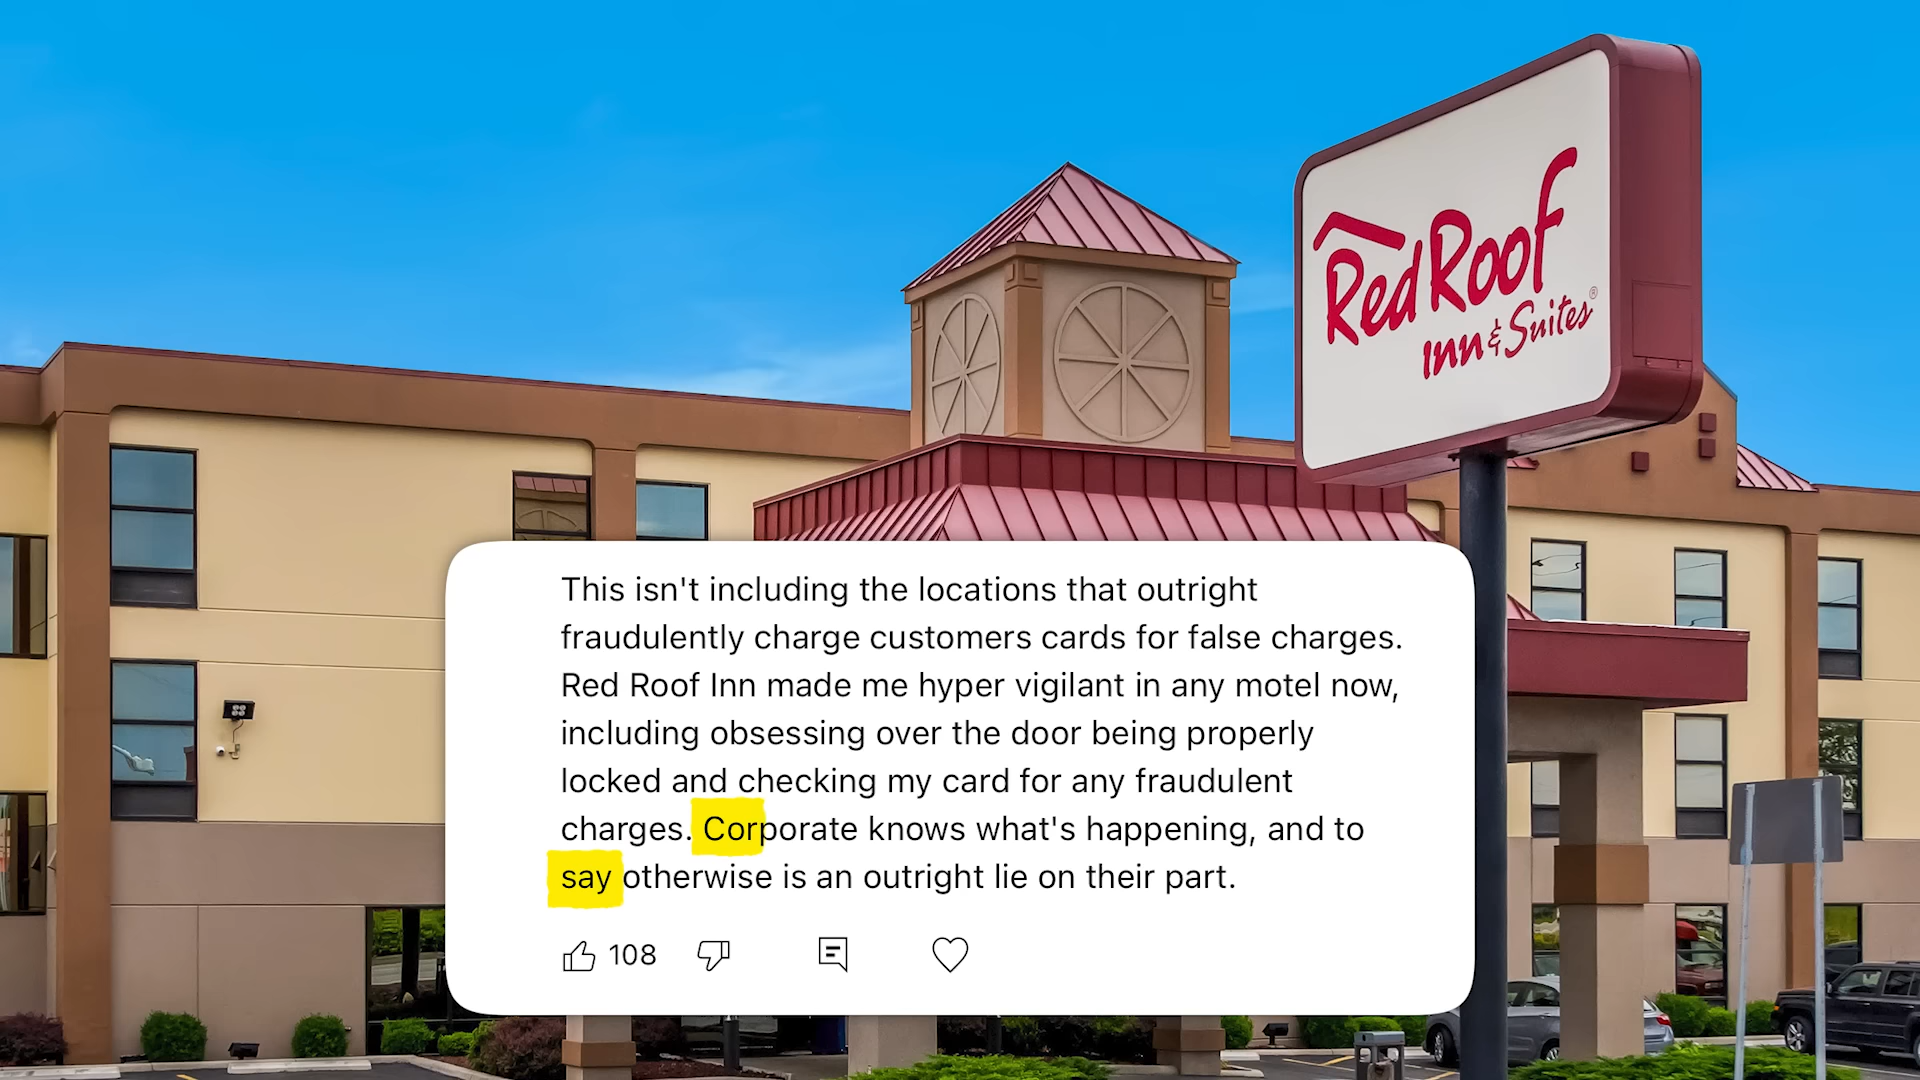 Red Roof
Inn & Suites®
This isn't including the locations that outright
fraudulently charge customers cards for false charges.
Red Roof Inn made me hyper vigilant in any motel now,
including obsessing over the door being properly
locked and checking my card for any fraudulent
charges. Corporate knows what's happening, and to
say otherwise is an outright lie on their part.
108